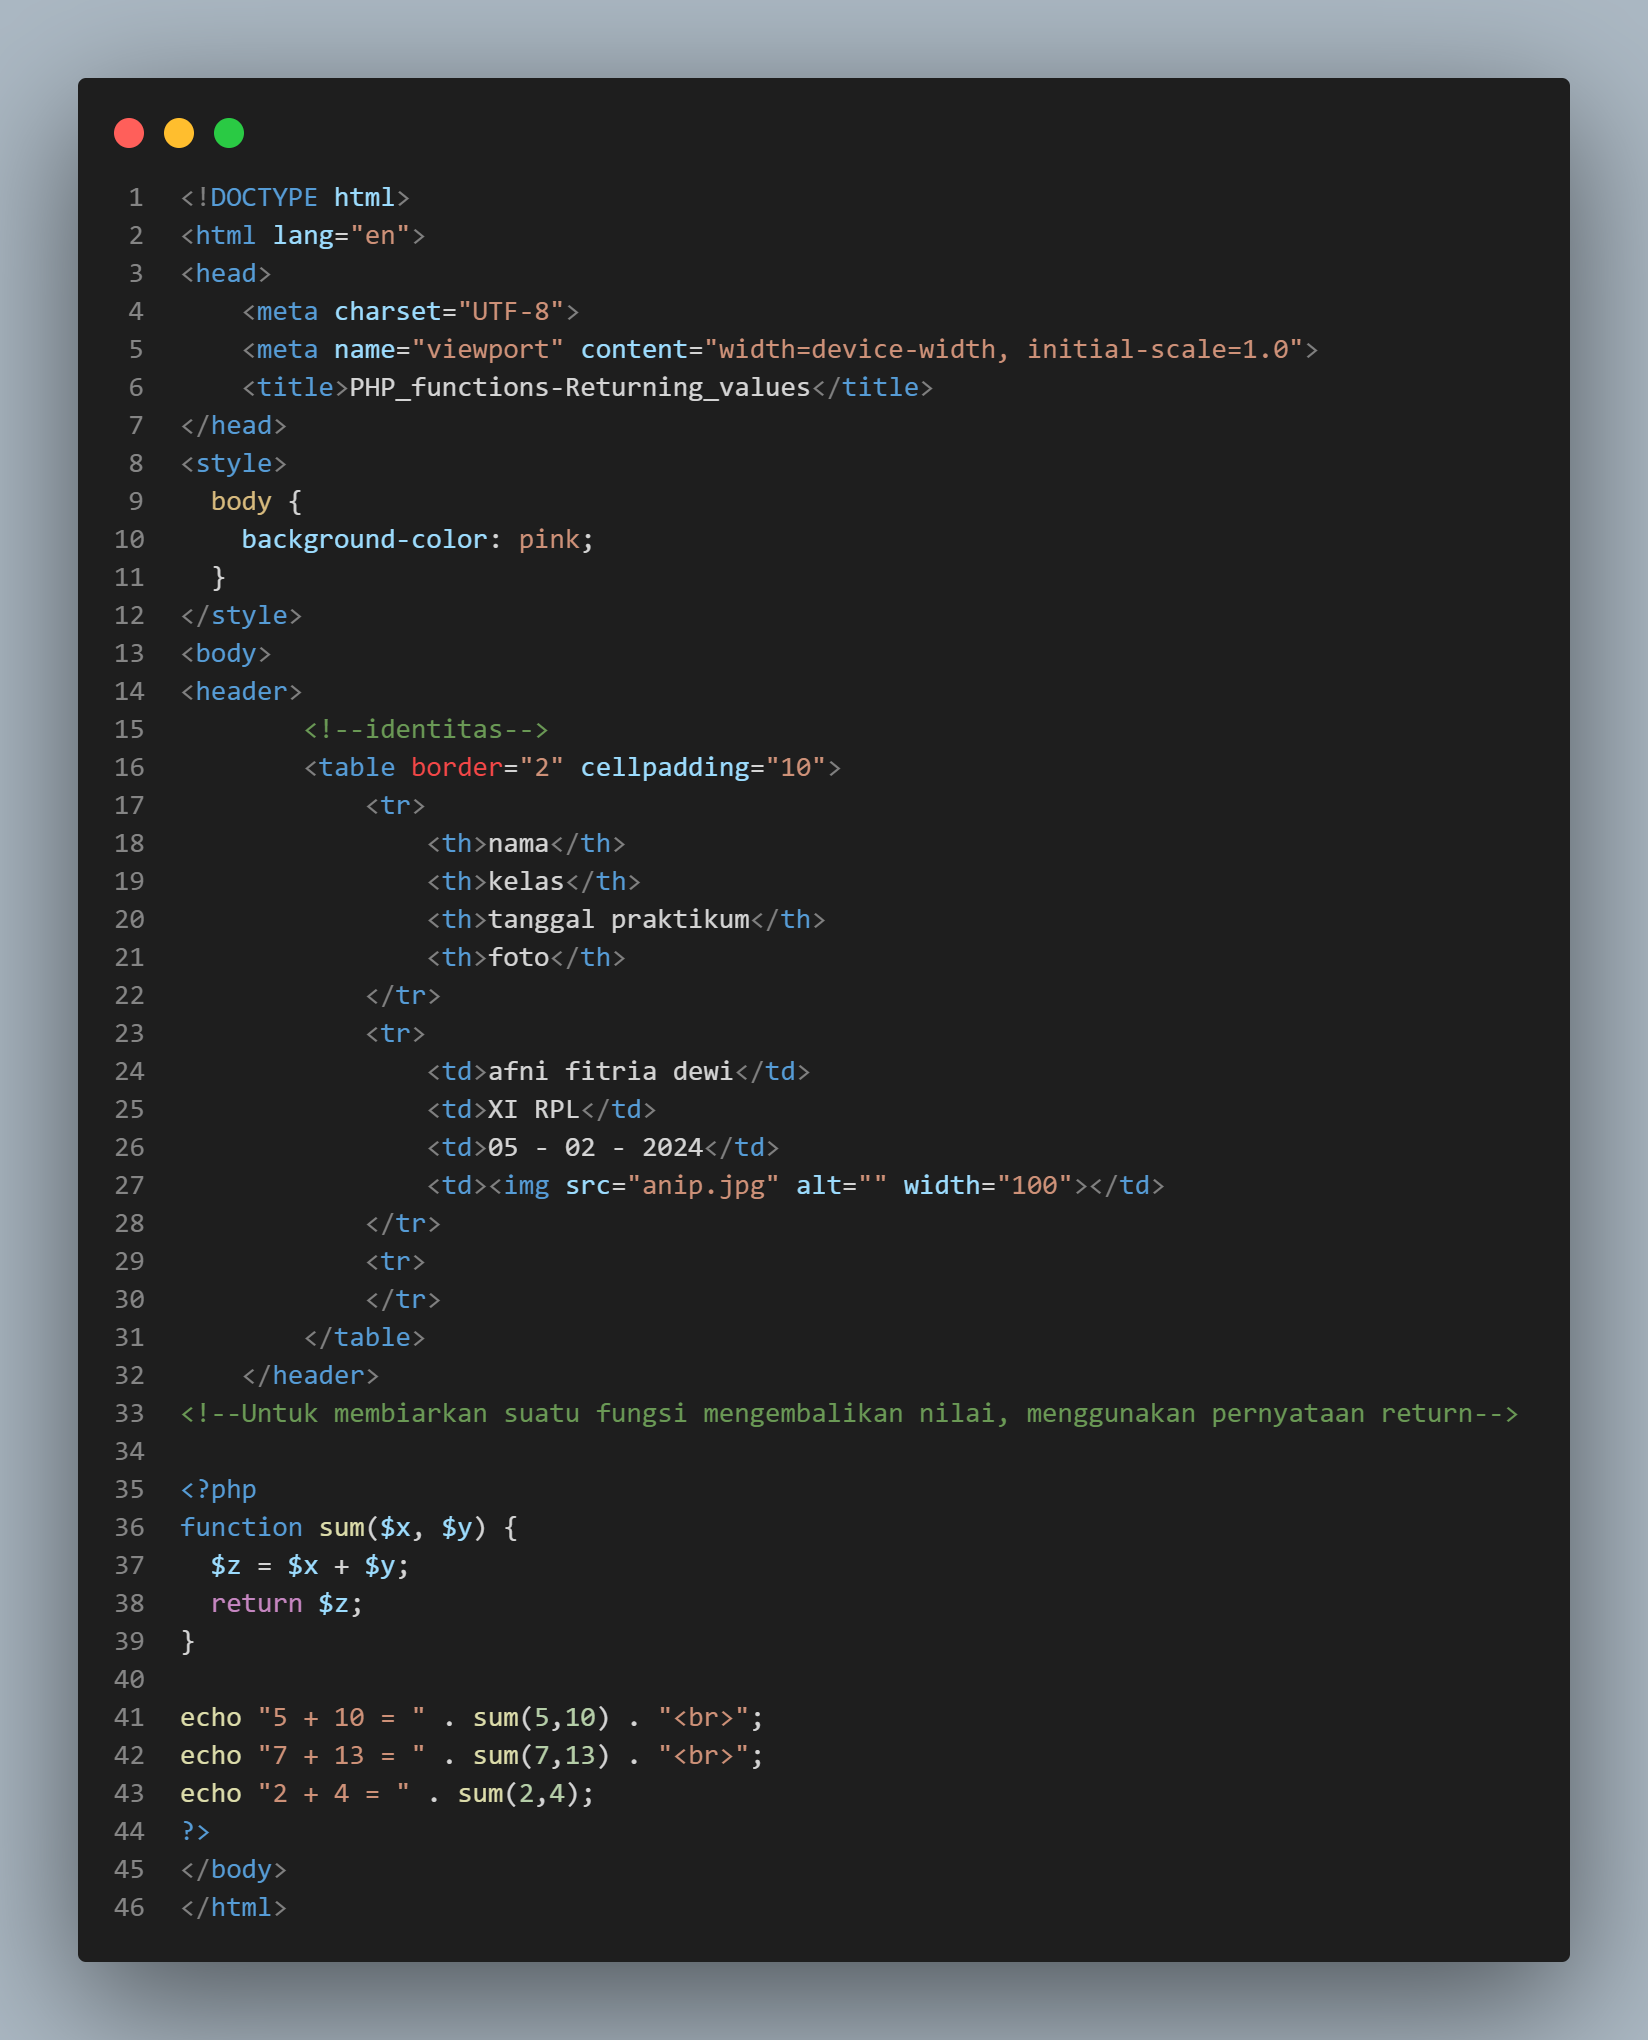 1 <!DOCTYPE html>
2 <html lang="en">
3 <head>
4     <meta charset="UTF-8">
5     <meta name="viewport" content="width=device-width, initial-scale=1.0">
6     <title>PHP_functions-Returning_values</title>
7 </head>
8 <style>
9   body {
10     background-color: pink;
11   }
12 </style>
13 <body>
14 <header>
15         <!--identitas-->
16         <table border="2" cellpadding="10">
17             <tr>
18                 <th>nama</th>
19                 <th>kelas</th>
20                 <th>tanggal praktikum</th>
21                 <th>foto</th>
22             </tr>
23             <tr>
24                 <td>afni fitria dewi</td>
25                 <td>XI RPL</td>
26                 <td>05 - 02 - 2024</td>
27                 <td><img src="anip.jpg" alt="" width="100"></td>
28             </tr>
29             <tr>
30             </tr>
31         </table>
32     </header>
33 <!--Untuk membiarkan suatu fungsi mengembalikan nilai, menggunakan pernyataan return-->
34
35 <?php
36 function sum($x, $y) {
37   $z = $x + $y;
38   return $z;
39 }
40
41 echo "5 + 10 = " . sum(5,10) . "<br>";
42 echo "7 + 13 = " . sum(7,13) . "<br>";
43 echo "2 + 4 = " . sum(2,4);
44 ?>
45 </body>
46 </html>